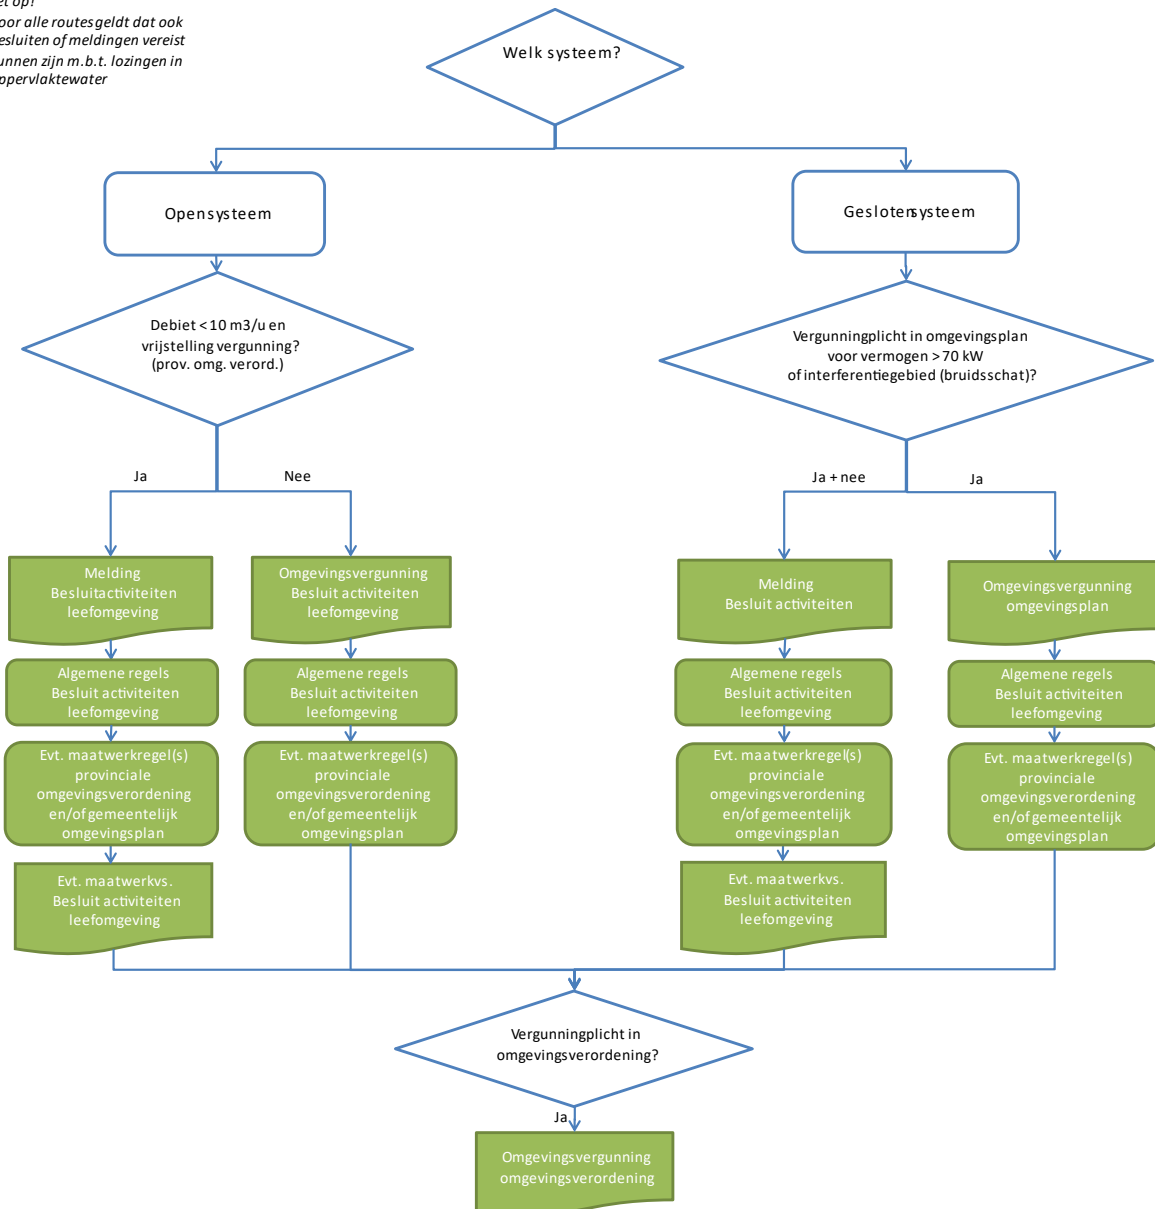 et op!
oor alle routes geldt dat ook
esluiten of meldingen vereist
unnen zijn m.b.t. lozingen in
ppervlaktewater
Welk systeem?
Open systeem
Gesloten systeem
Debiet < 10 m3/u en
vrijstelling vergunning?
(prov. omg. verord.)
Vergunningplicht in omgevingsplan
voor vermogen > 70 kW
of interferentiegebied (bruidsschat)?
Ja
Nee
Ja + nee
Ja
Melding
Besluit activiteiten
leefomgeving
Omgevingsvergunning
Besluit activiteiten
leefomgeving
Melding
Besluit activiteiten
Omgevingsvergunning
omgevingsplan
Algemene regels
Besluit activiteiten
leefomgeving
Algemene regels
Besluit activiteiten
leefomgeving
Algemene regels
Besluit activiteiten
leefomgeving
Algemene regels
Besluit activiteiten
leefomgeving
Evt. maatwerkregel(s)
provinciale
omgevingsverordening
en/of gemeentelijk
omgevingsplan
Evt. maatwerkregel(s)
provinciale
omgevingsverordening
en/of gemeentelijk
omgevingsplan
Evt. maatwerkregel(s)
provinciale
omgevingsverordening
en/of gemeentelijk
omgevingsplan
Evt. maatwerkregel(s)
provinciale
omgevingsverordening
en/of gemeentelijk
omgevingsplan
Evt. maatwerkvs.
Besluit activiteiten
leefomgeving
Evt. maatwerkvs.
Besluit activiteiten
leefomgeving
Vergunningplicht in
omgevingsverordening?
Ja
Omgevingsvergunning
omgevingsverordening